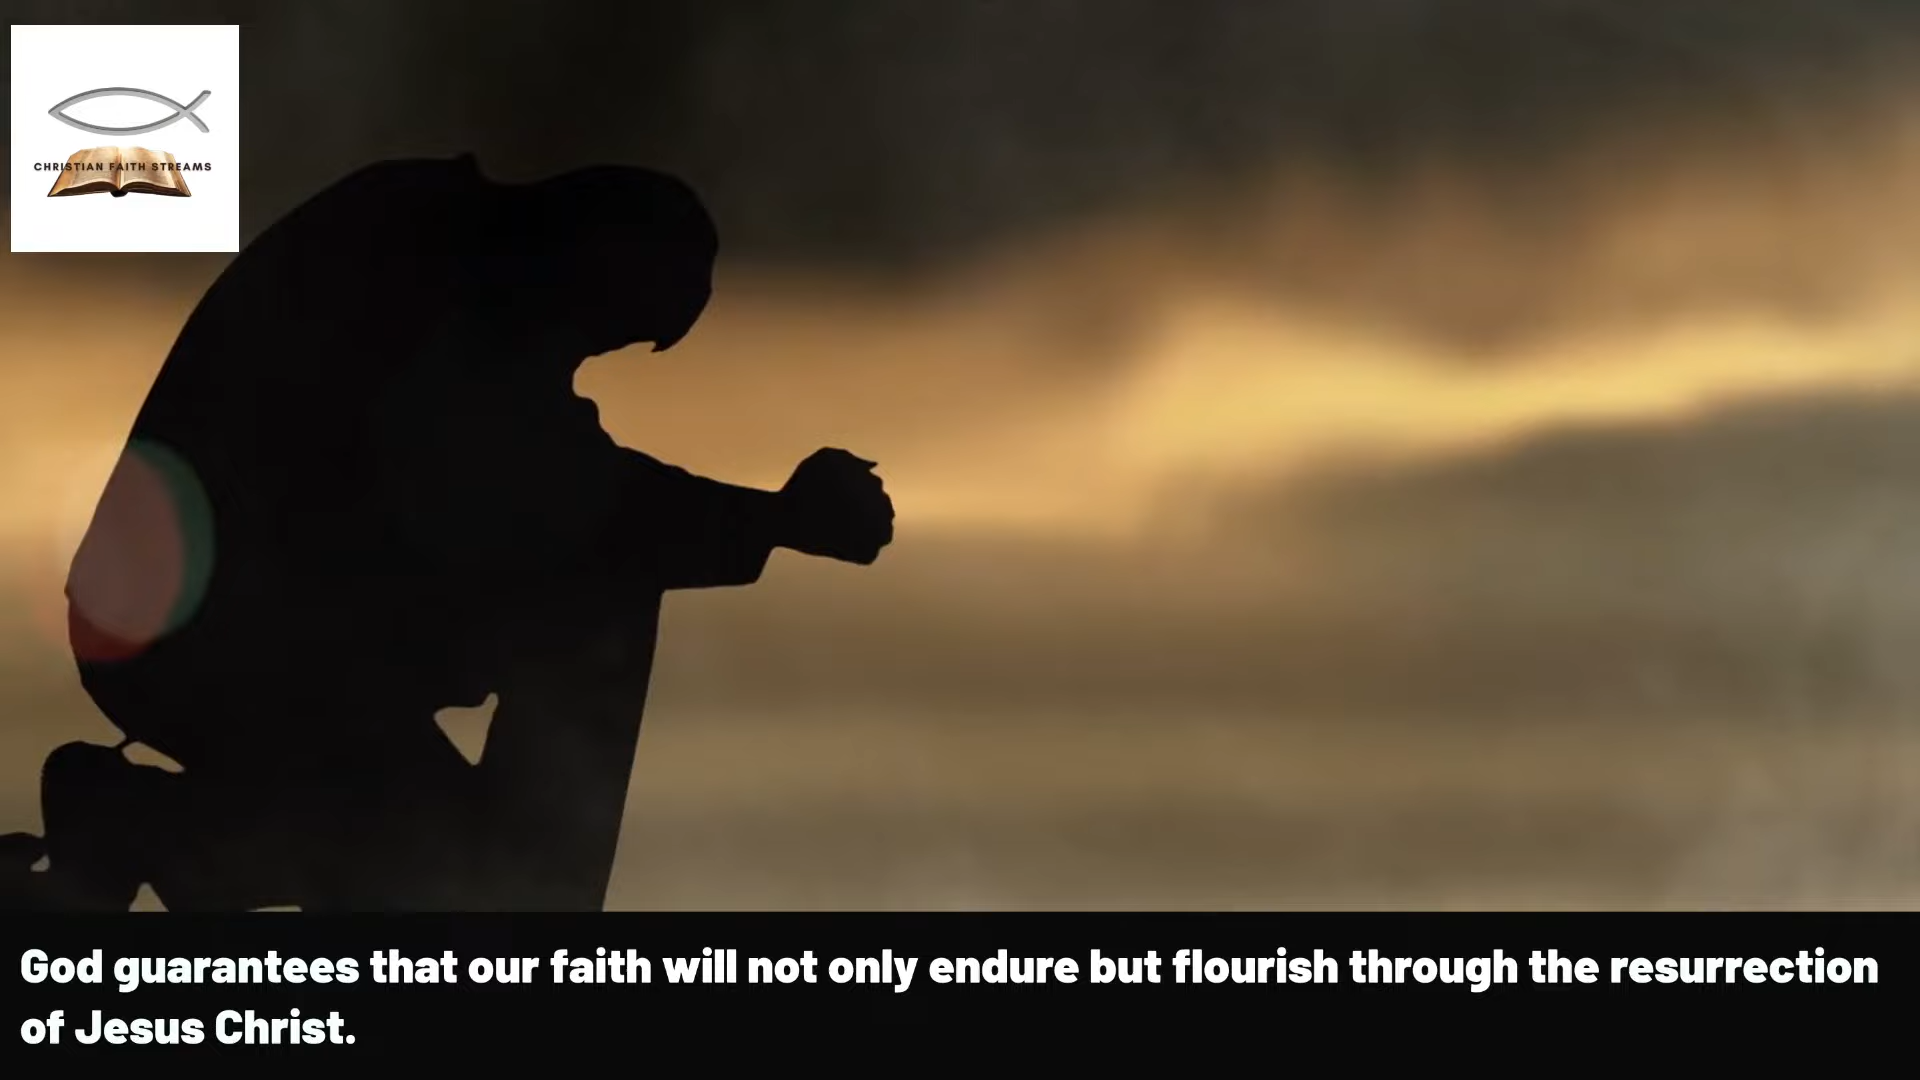 CHRISTIAN FAITH STREAMS
God guarantees that our faith will not only endure but flourish through the resurrection
of Jesus Christ.